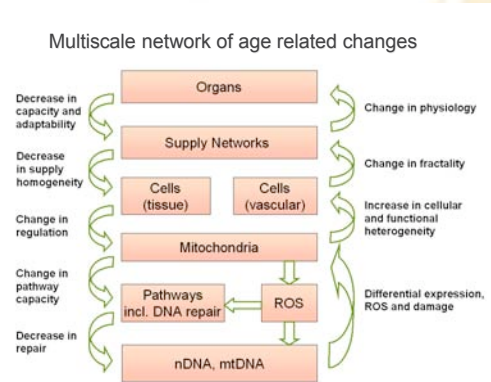 Multiscale network of age related changes
Organs
Decrease in
capacity and
adaptability
Change in physiology
Supply Networks
Decrease
in supply
homogeneity
Change in fractality
Cells
(tissue)
Cells
(vascular)
Change in
regulation
Increase in cellular
and functional
heterogeneity
Mitochondria
Change in
pathway
capacity
Pathways
incl. DNA repair
ROS
Differential expression,
ROS and damage
Decrease in
repair
nDNA, mtDNA